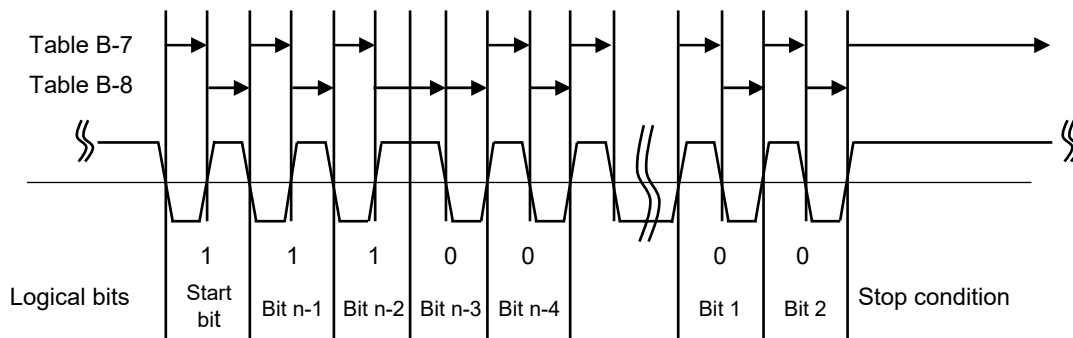 Table B-7
Table B-8
1 1 1 0 0 0 0
Logical bits Start bit Bit n-1 Bit n-2 Bit n-3 Bit n-4 Bit 1 Bit 2 Stop condition